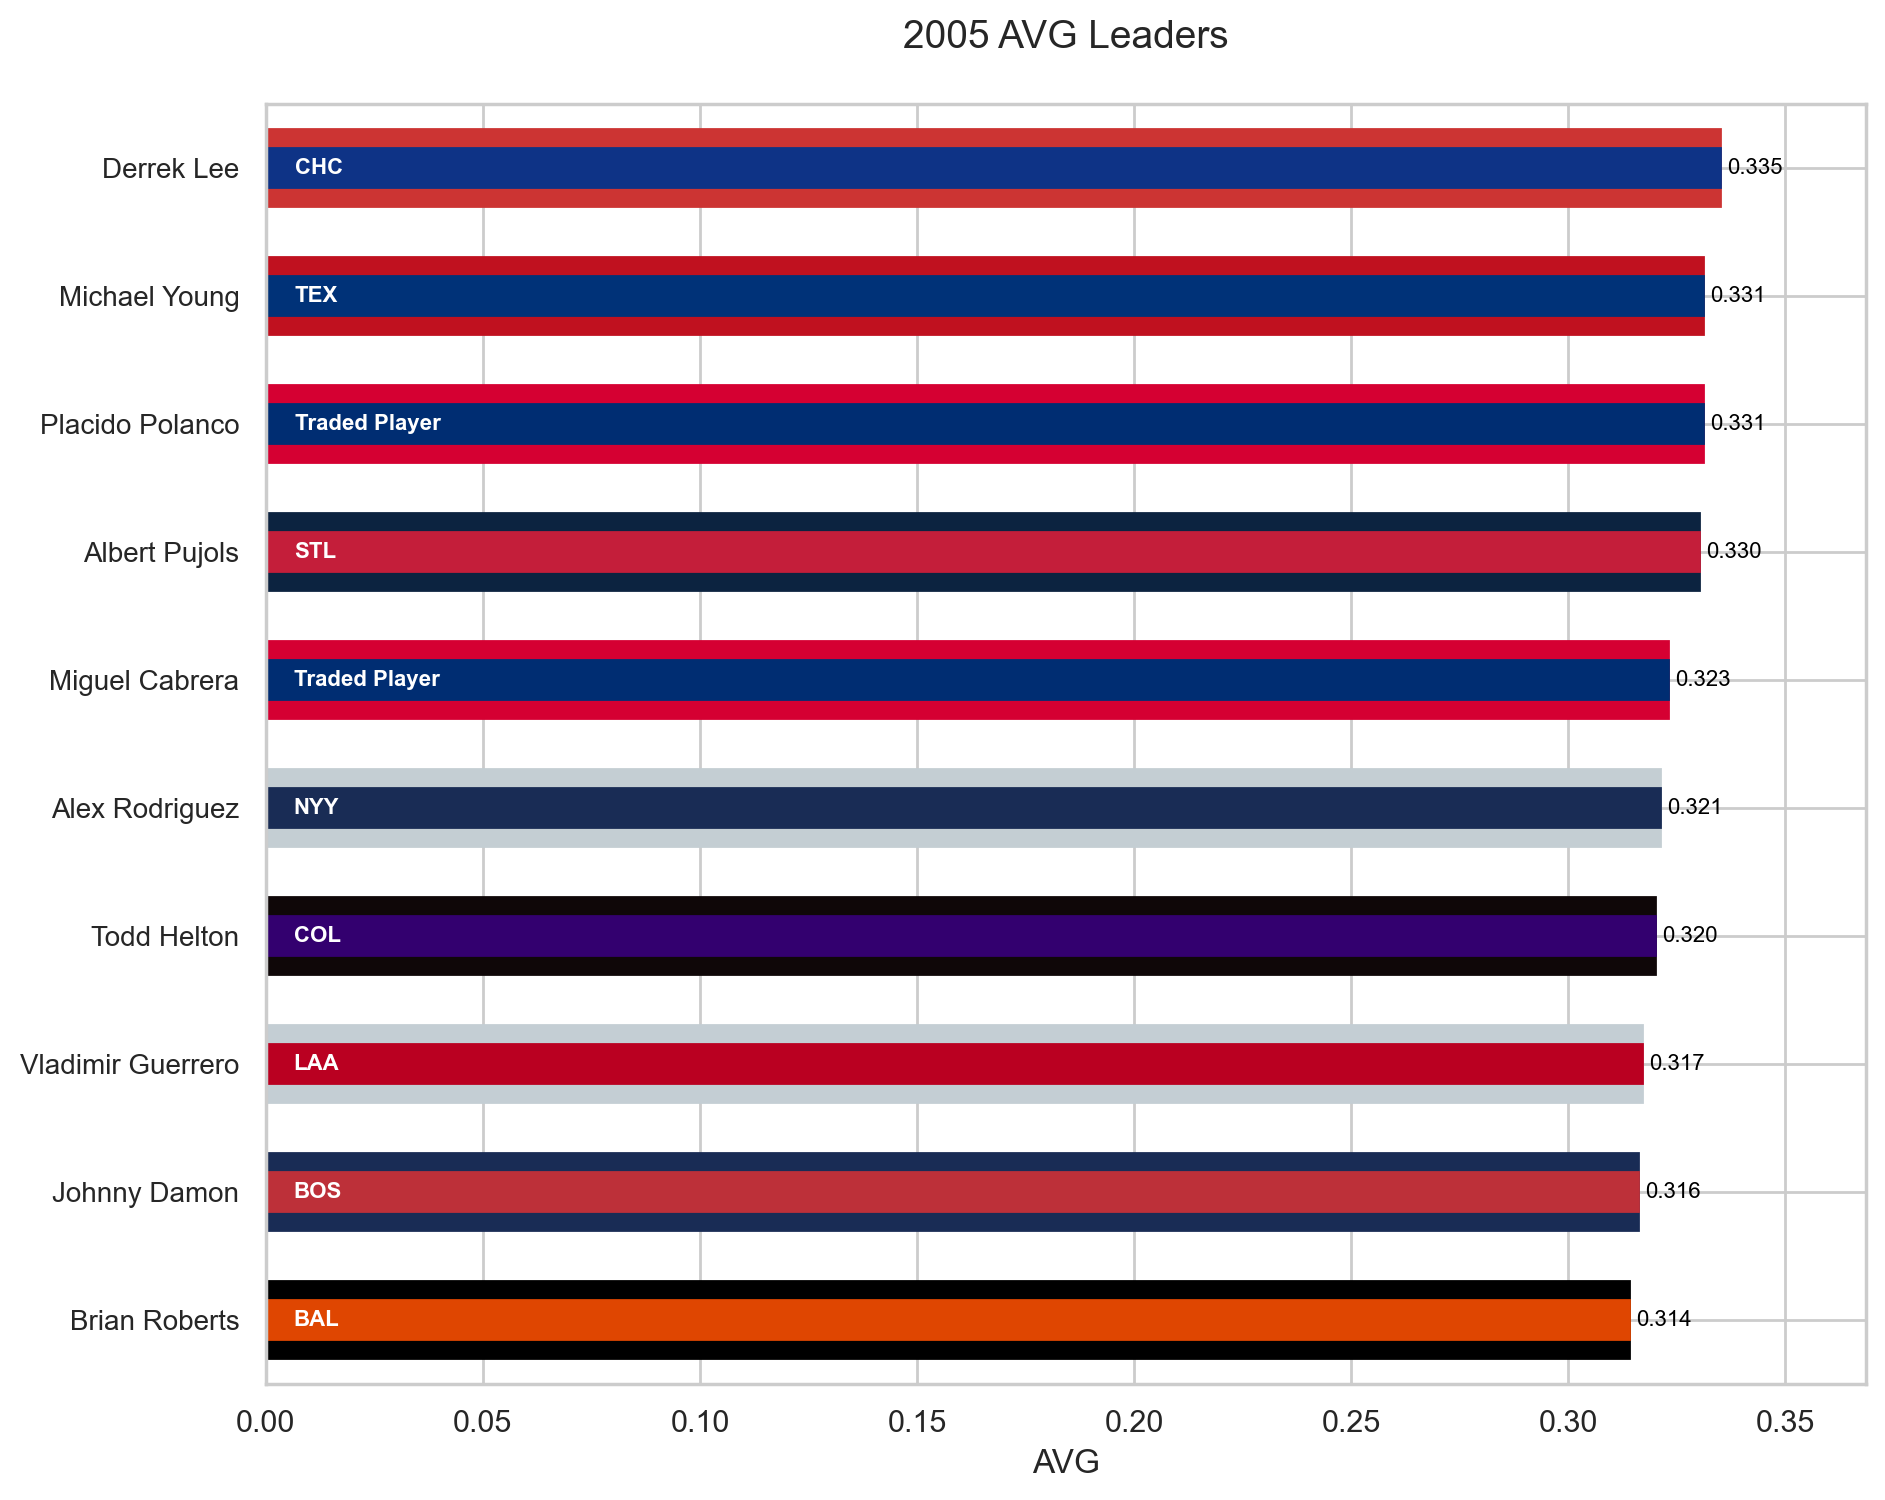 2005 AVG Leaders
Derrek Lee CHC 0.335
Michael Young TEX 0.331
Placido Polanco Traded Player 0.331
Albert Pujols STL 0.330
Miguel Cabrera Traded Player 0.323
Alex Rodriguez NYY 0.321
Todd Helton COL 0.320
Vladimir Guerrero LAA 0.317
Johnny Damon BOS 0.316
Brian Roberts BAL 0.314
0.00 0.05 0.10 0.15 0.20 0.25 0.30 0.35
AVG